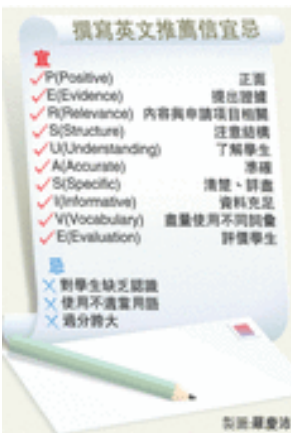 撰寫英文推薦信宜忌
宜
P(Positive) 正面
E(Evidence) 提出證據
R(Relevance) 內容與申請項目相關
S(Structure) 注意結構
U(Understanding) 了解學生
A(Accurate) 準確
S(Specific) 清楚、詳盡
I(Informative) 資料充足
V(Vocabulary) 盡量使用不同詞彙
E(Evaluation) 評價學生
忌
對學生缺乏認識
使用不適當用語
過分誇大
製圖:羅慶沛